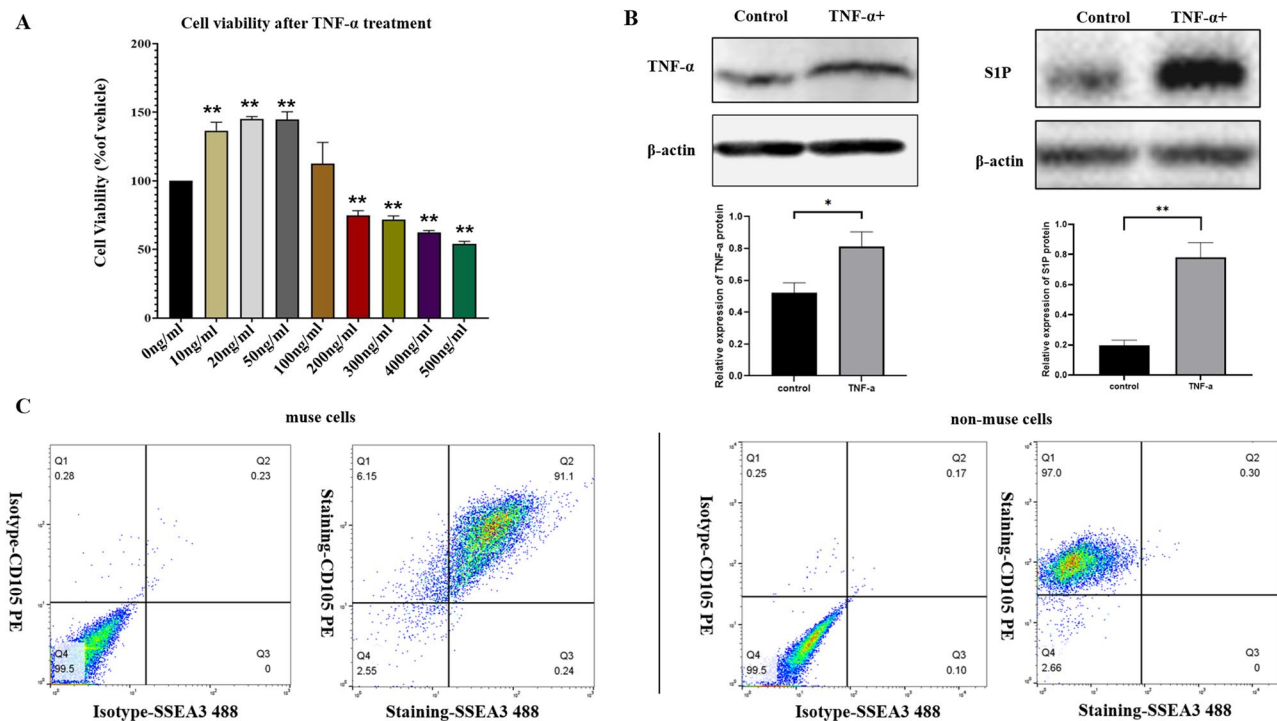 A
Cell viability after TNF-α treatment
Cell Viability (%of vehicle)
200
150
100
50
0
**
**
**
**
**
**
**
0ng/ml
10ng/ml
20ng/ml
50ng/ml
100ng/ml
200ng/ml
300ng/ml
400ng/ml
500ng/ml
B
Control
TNF-α+
TNF-α
β-actin
Relative expression of TNF-a protein
1.0
0.8
0.6
0.4
0.2
0.0
*
control
TNF-a
Control
TNF-α+
S1P
β-actin
Relative expression of S1P protein
1.0
0.8
0.6
0.4
0.2
0.0
**
control
TNF-a
C
muse cells
Isotype-CD105 PE
Q1
0.28
Q2
0.23
Q4
99.5
Q3
0
Isotype-SSEA3 488
Staining-CD105 PE
Q1
6.15
Q2
91.1
Q4
2.55
Q3
0.24
Staining-SSEA3 488
non-muse cells
Isotype-CD105 PE
Q1
0.25
Q2
0.17
Q4
99.5
Q3
0.10
Isotype-SSEA3 488
Staining-CD105 PE
Q1
97.0
Q2
0.30
Q4
2.66
Q3
0
Staining-SSEA3 488